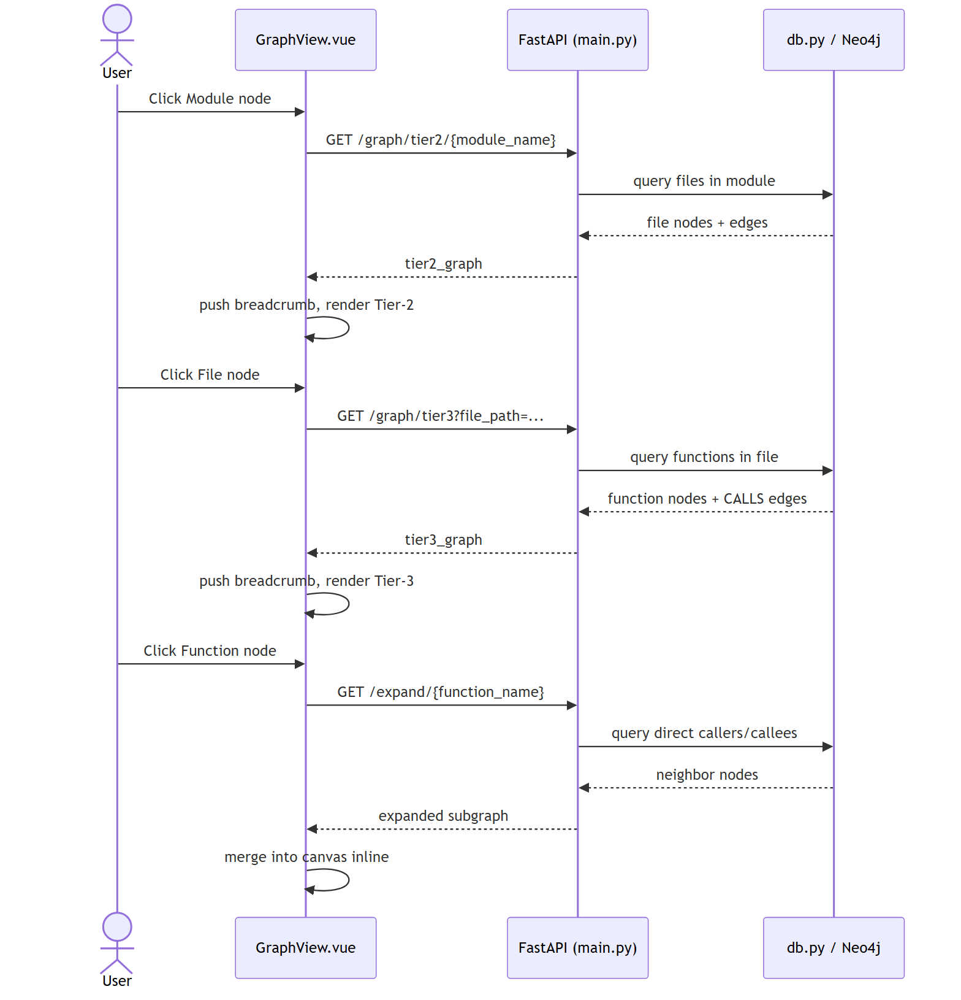 User
GraphView.vue
FastAPI (main.py)
db.py / Neo4j
Click Module node
GET /graph/tier2/{module_name}
query files in module
file nodes + edges
tier2_graph
push breadcrumb, render Tier-2
Click File node
GET /graph/tier3?file_path=...
query functions in file
function nodes + CALLS edges
tier3_graph
push breadcrumb, render Tier-3
Click Function node
GET /expand/{function_name}
query direct callers/callees
neighbor nodes
expanded subgraph
merge into canvas inline
User
GraphView.vue
FastAPI (main.py)
db.py / Neo4j